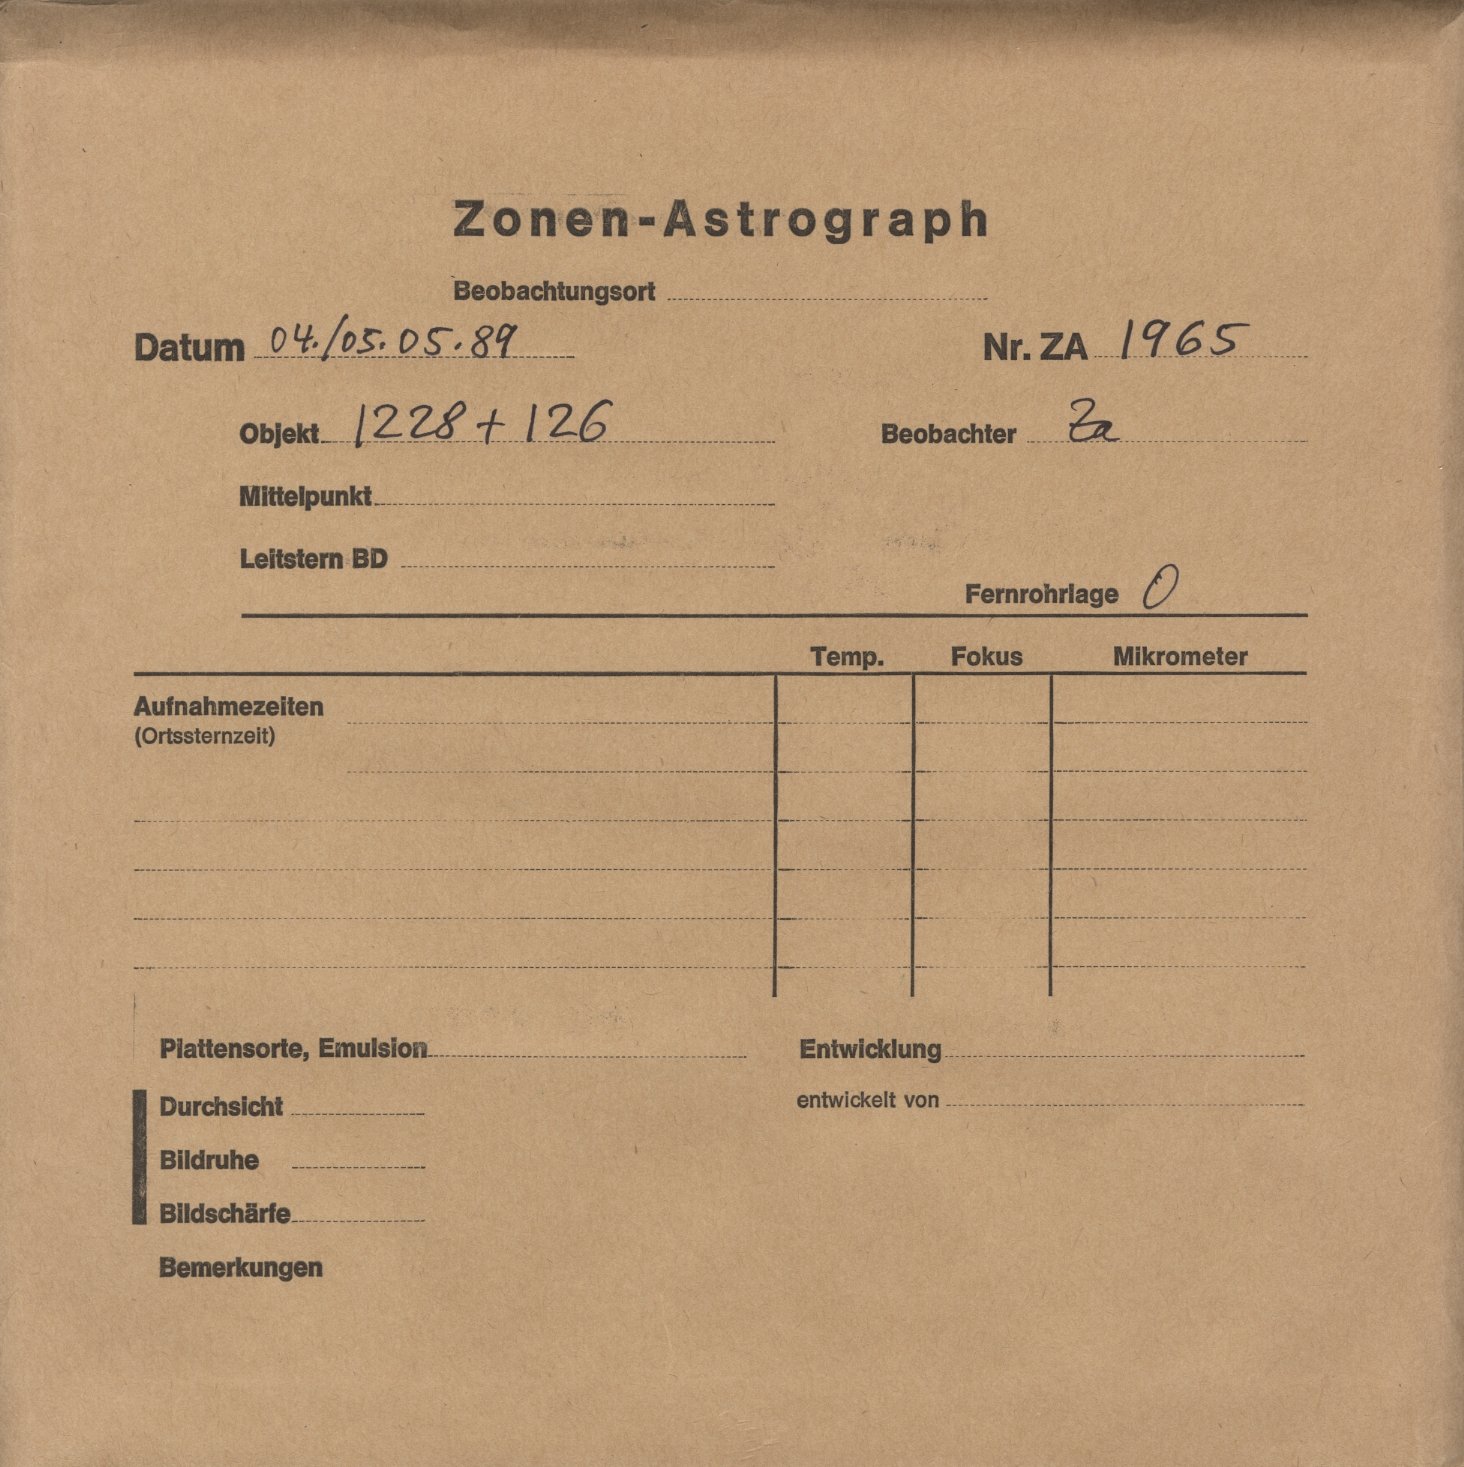 Zonen-Astrograph
Beobachtungsort
Datum 04./05.05.89 Nr. ZA 1965
Objekt 1228+126 Beobachter Za
Mittelpunkt
Leitstern BD
Fernrohrlage O
Temp. Fokus Mikrometer
Aufnahmezeiten
(Ortssternzeit)
Plattensorte, Emulsion Entwicklung
Durchsicht entwickelt von
Bildruhe
Bildschärfe
Bemerkungen